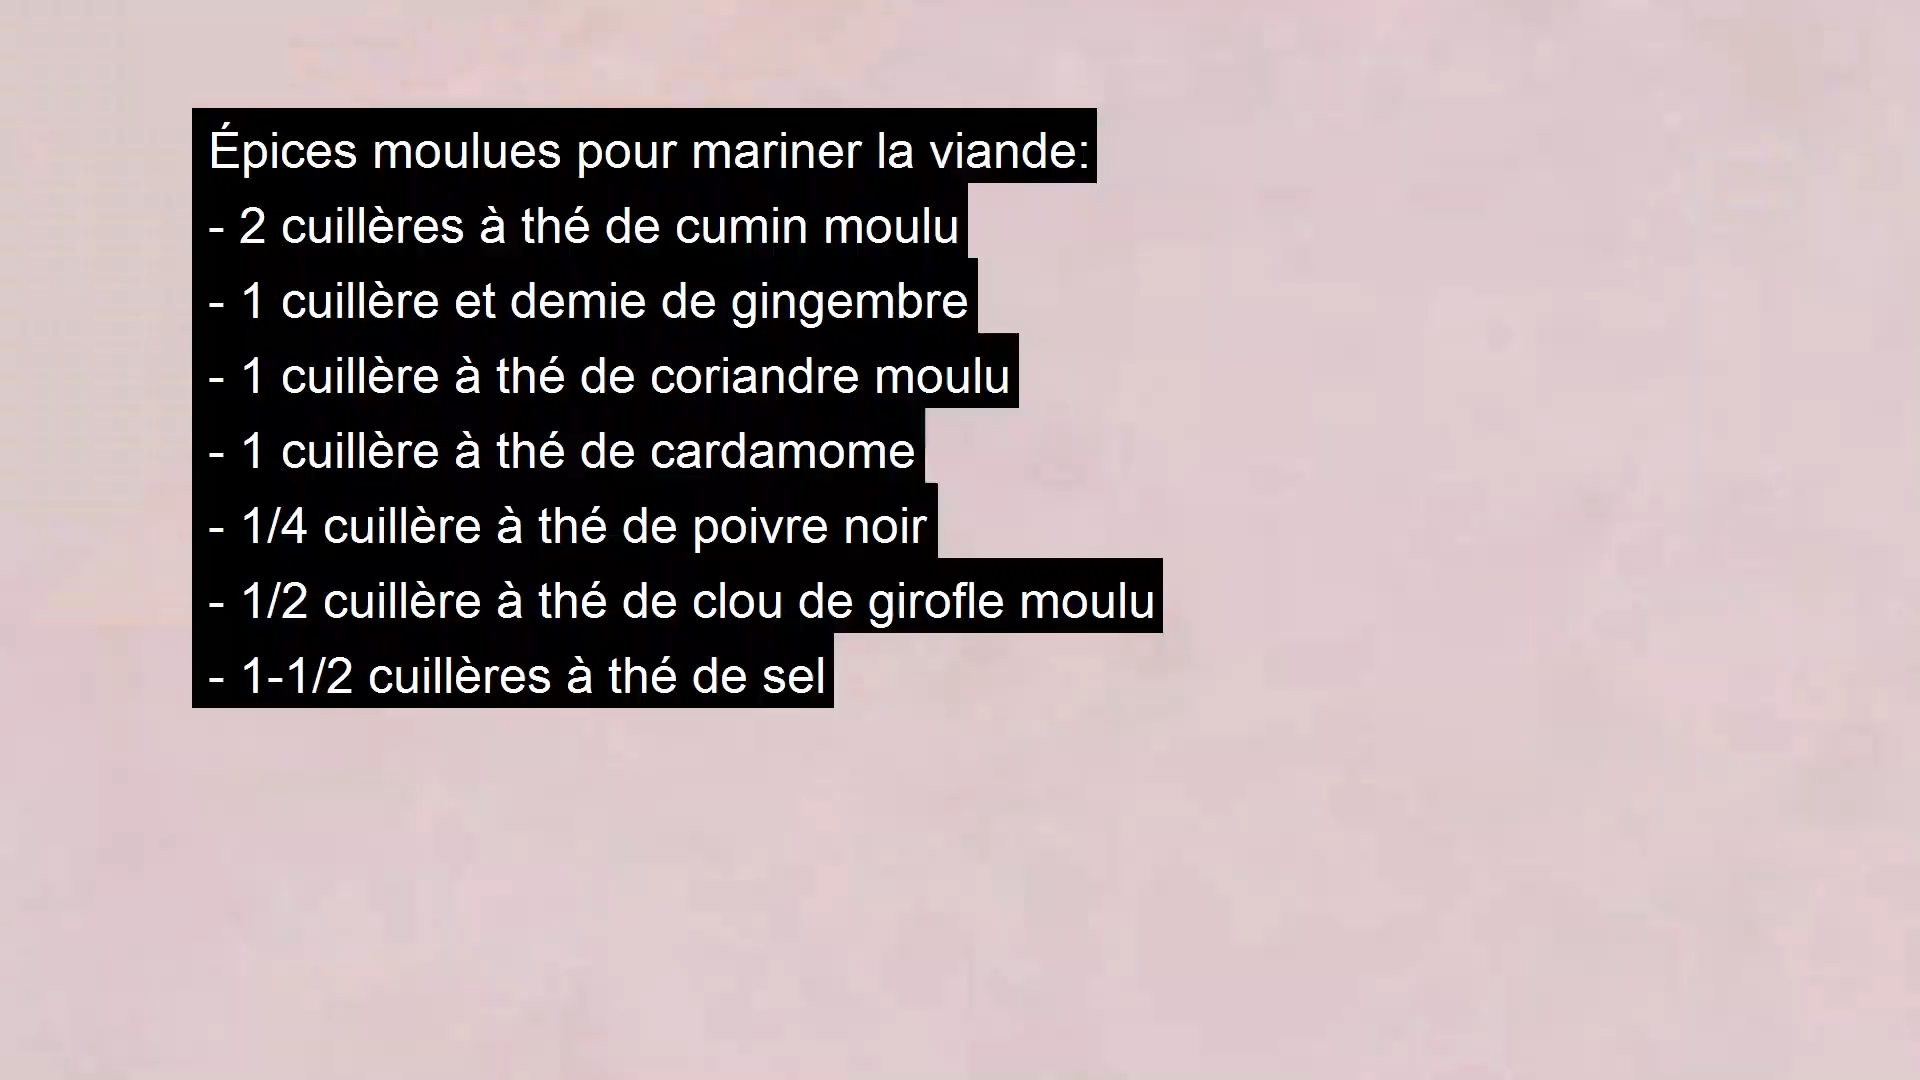 Épices moulues pour mariner la viande:
- 2 cuillères à thé de cumin moulu
- 1 cuillère et demie de gingembre
- 1 cuillère à thé de coriandre moulu
- 1 cuillère à thé de cardamome
- 1/4 cuillère à thé de poivre noir
- 1/2 cuillère à thé de clou de girofle moulu
- 1-1/2 cuillères à thé de sel